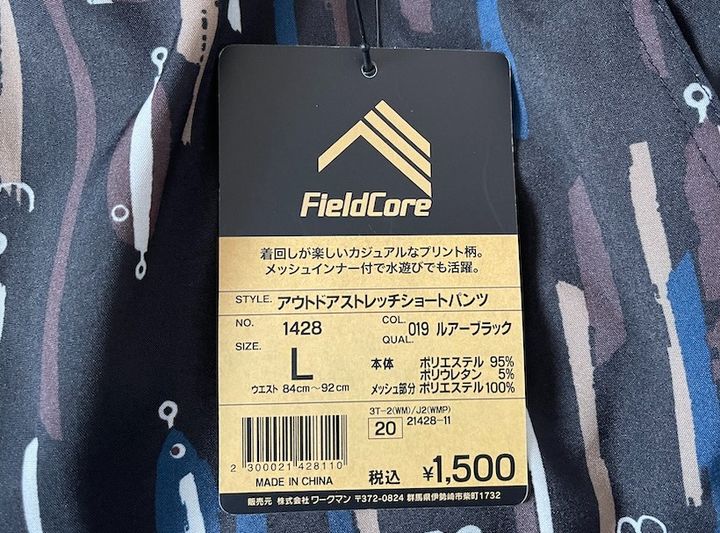 FieldCore
着回しが楽しいカジュアルなプリント柄。
メッシュインナー付で水遊びでも活躍。
STYLE. アウトドアストレッチショートパンツ
NO. 1428 COL. 019 ルアーブラック
SIZE. L QUAL.
本体 ポリエステル 95%
ポリウレタン 5%
ウエスト 84cm～92cm メッシュ部分 ポリエステル100%
3T-2(WM)/J2(WMP)
20 21428-11
2 300021 428110
税込 ¥1,500
MADE IN CHINA
販売元 株式会社 ワークマン 〒372-0824 群馬県伊勢崎市柴町1732